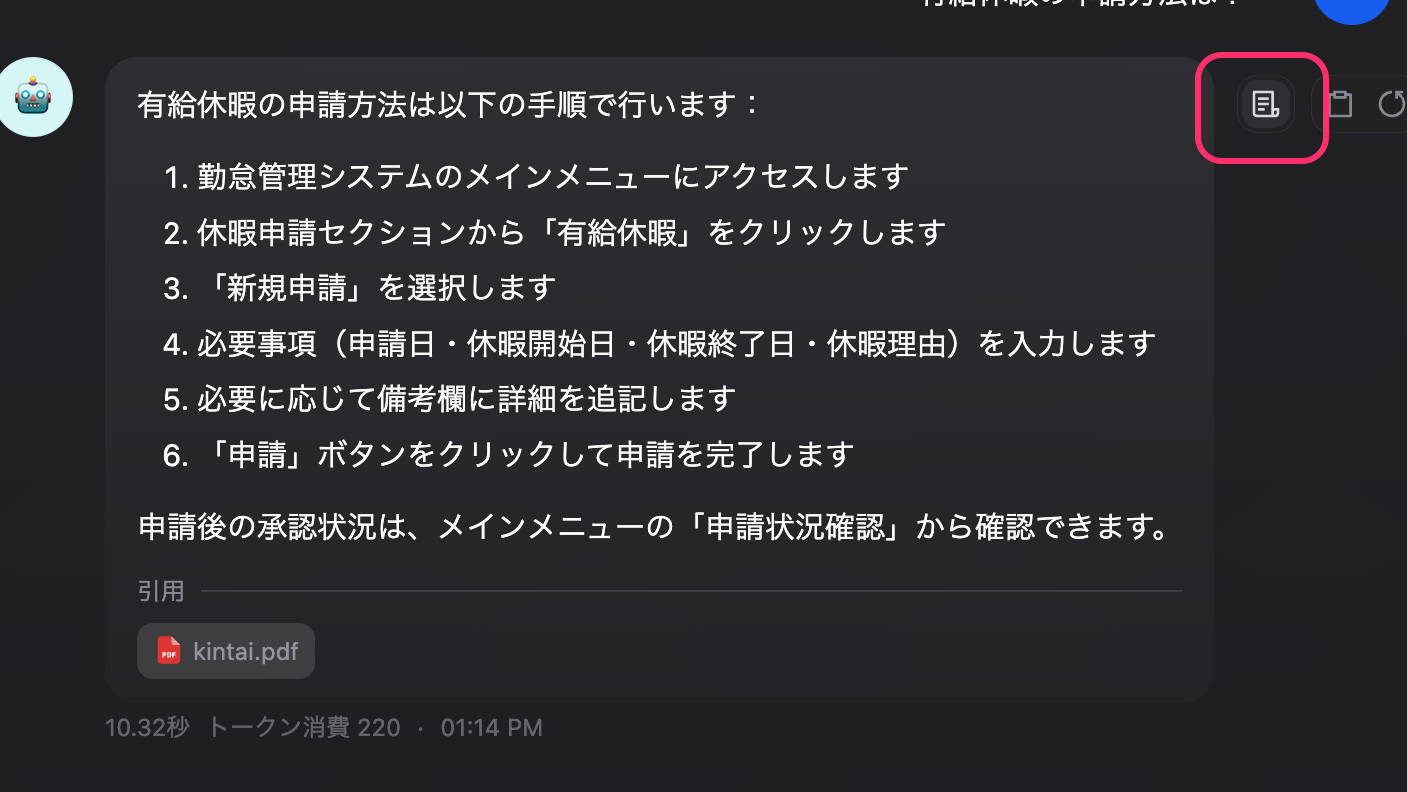 有給休暇の申請方法は？
有給休暇の申請方法は以下の手順で行います：
1. 勤怠管理システムのメインメニューにアクセスします
2. 休暇申請セクションから「有給休暇」をクリックします
3. 「新規申請」を選択します
4. 必要事項（申請日・休暇開始日・休暇終了日・休暇理由）を入力します
5. 必要に応じて備考欄に詳細を追記します
6. 「申請」ボタンをクリックして申請を完了します
申請後の承認状況は、メインメニューの「申請状況確認」から確認できます。
引用
PDF kintai.pdf
10.32秒 トークン消費 220 · 01:14 PM